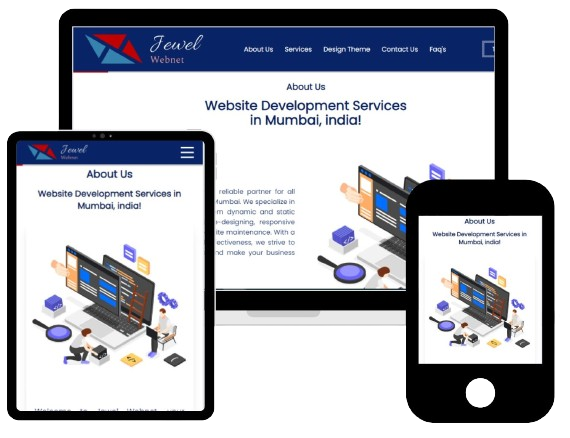 Jewel
Webnet
About Us
Services
Design Theme
Contact Us
Faq's
About Us
Website Development Services
in Mumbai, india!
reliable partner for all
umbai. We specialize in
dynamic and static
-designing, responsive
ite maintenance. With a
ectiveness, we strive to
nd make your business
Jewel
Webnet
About Us
Website Development Services in
Mumbai, india!
Welcome to Jewel Webnet, your
About Us
Website Development Services in
Mumbai, india!